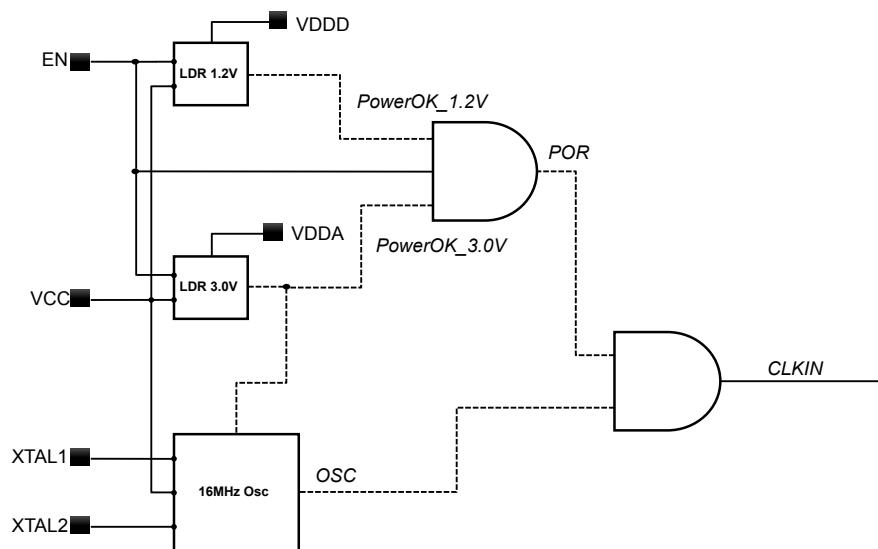 VDDD
EN
LDR 1.2V
PowerOK_1.2V
POR
VDDA
PowerOK_3.0V
LDR 3.0V
VCC
CLKIN
XTAL1
OSC
16MHz Osc
XTAL2